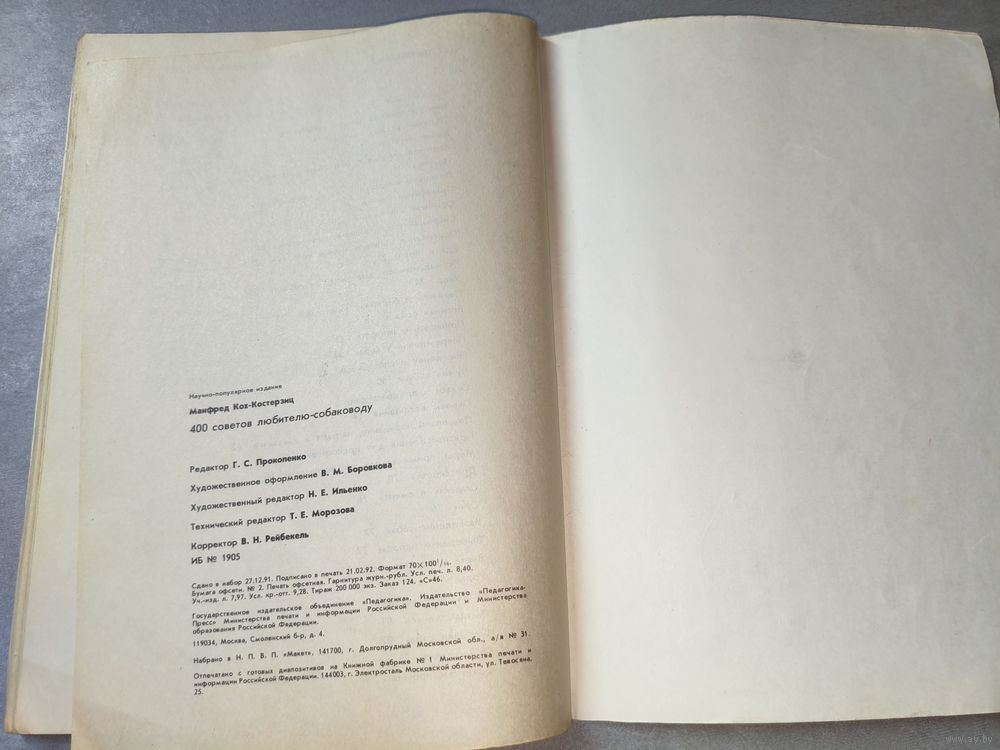 Научно-популярное издание
Манфред Кох-Костерзиц
400 советов любителю-собаководу
Редактор Г. С. Прокопенко
Художественное оформление В. М. Боровкова
Художественный редактор Н. Е. Ильенко
Технический редактор Т. Е. Морозова
Корректор В. Н. Рейбекель
ИБ № 1905
Сдано в набор 27.12.91. Подписано в печать 21.02.92. Формат 70×100¹/₁₆.
Бумага офсетн. № 2. Печать офсетная. Гарнитура журн.-рубл. Усл. печ. л. 8,40.
Уч.-изд. л. 7,97. Усл. кр.-отт. 9,28. Тираж 200 000 экз. Заказ 124. «С»46.
Государственное издательское объединение «Педагогика». Издательство «Педагогика-
Пресс» Министерства печати и информации Российской Федерации и Министерства
образования Российской Федерации.
119034, Москва, Смоленский б-р, д. 4.
Набрано в Н. П. В. П. «Макет», 141700, г. Долгопрудный Московской обл., а/я № 31.
Отпечатано с готовых диапозитивов на Книжной фабрике № 1 Министерства печати и
информации Российской Федерации. 144003, г. Электросталь Московской области, ул. Тевосяна,
25.
www.ay.by